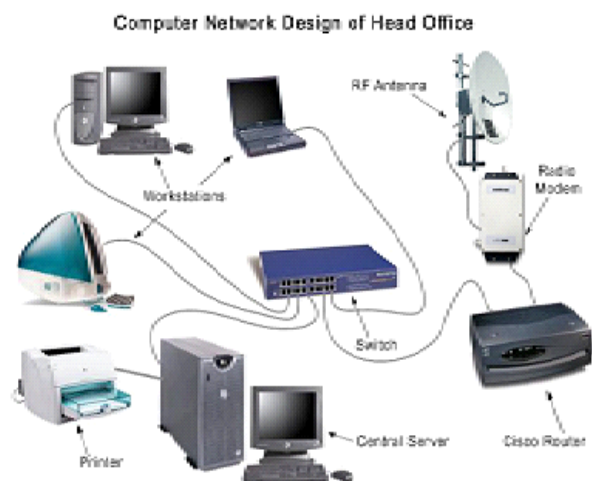 Computer Network Design of Head Office
RF Antenna
Radio
Modem
Workstations
Switch
Printer
Central Server
Cisco Router